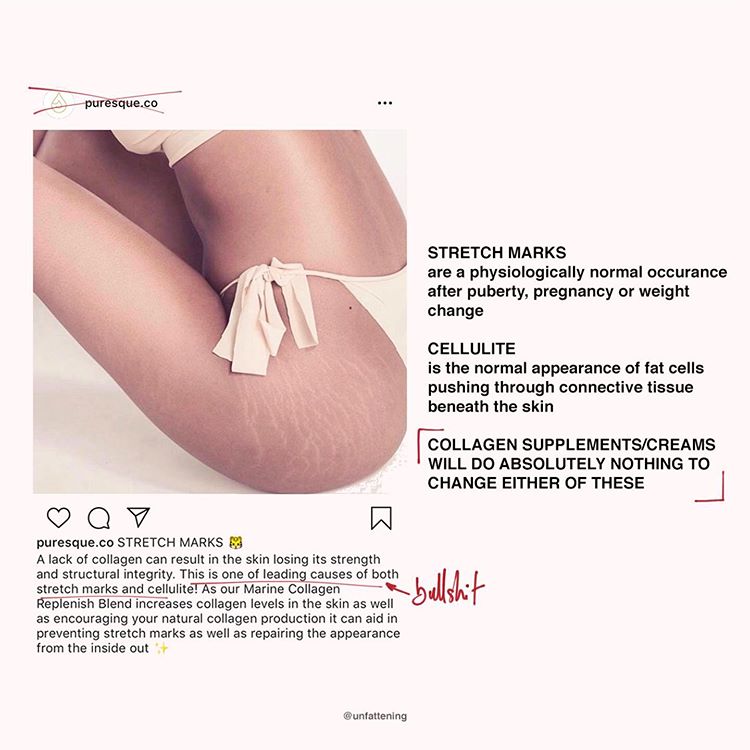 puresque.co
STRETCH MARKS
are a physiologically normal occurance
after puberty, pregnancy or weight
change
CELLULITE
is the normal appearance of fat cells
pushing through connective tissue
beneath the skin
COLLAGEN SUPPLEMENTS/CREAMS
WILL DO ABSOLUTELY NOTHING TO
CHANGE EITHER OF THESE
puresque.co STRETCH MARKS 🐯
A lack of collagen can result in the skin losing its strength
and structural integrity. This is one of leading causes of both
stretch marks and cellulite! As our Marine Collagen
Replenish Blend increases collagen levels in the skin as well
as encouraging your natural collagen production it can aid in
preventing stretch marks as well as repairing the appearance
from the inside out ✨
bullshit
@unfattening